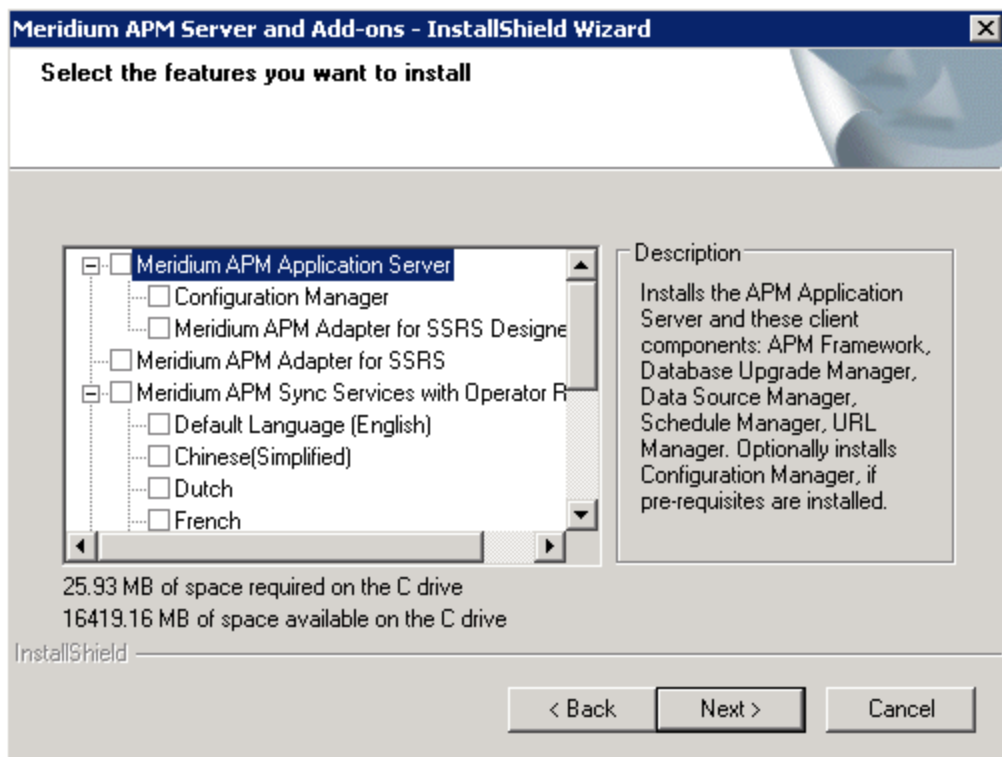 Meridium APM Server and Add-ons - InstallShield Wizard
Select the features you want to install
Meridium APM Application Server
Configuration Manager
Meridium APM Adapter for SSRS Designe
Meridium APM Adapter for SSRS
Meridium APM Sync Services with Operator R
Default Language (English)
Chinese(Simplified)
Dutch
French
Description
Installs the APM Application
Server and these client
components: APM Framework,
Database Upgrade Manager,
Data Source Manager,
Schedule Manager, URL
Manager. Optionally installs
Configuration Manager, if
pre-requisites are installed.
25.93 MB of space required on the C drive
16419.16 MB of space available on the C drive
InstallShield
< Back
Next >
Cancel